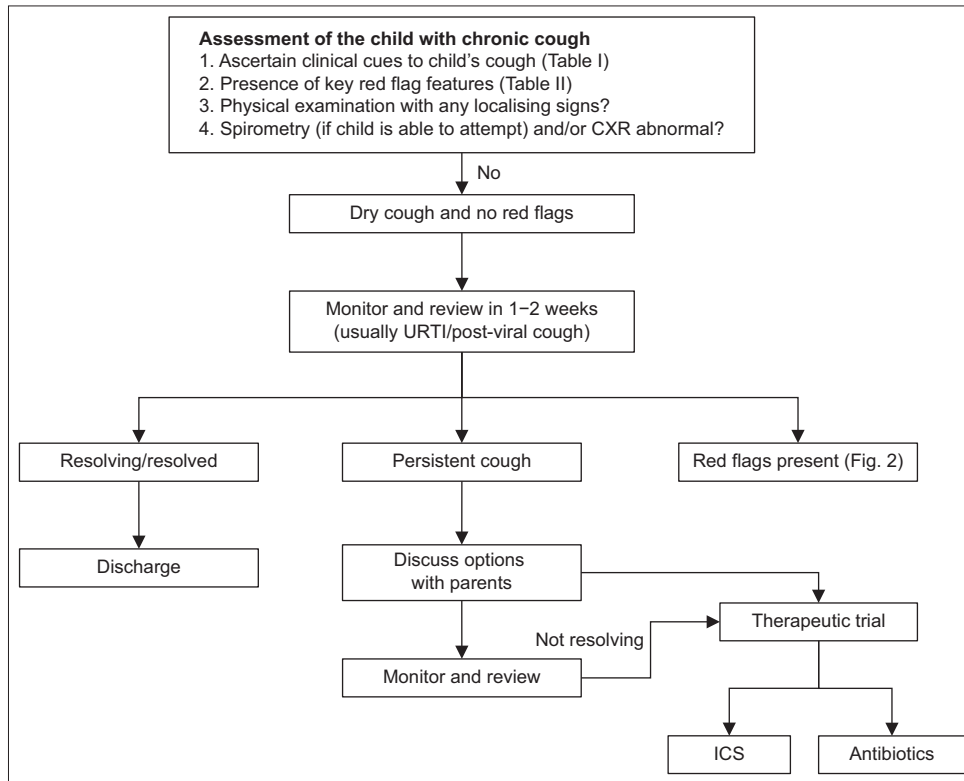 Assessment of the child with chronic cough
1. Ascertain clinical cues to child's cough (Table I)
2. Presence of key red flag features (Table II)
3. Physical examination with any localising signs?
4. Spirometry (if child is able to attempt) and/or CXR abnormal?
No
Dry cough and no red flags
Monitor and review in 1−2 weeks
(usually URTI/post-viral cough)
Resolving/resolved
Persistent cough
Red flags present (Fig. 2)
Discharge
Discuss options
with parents
Therapeutic trial
Not resolving
Monitor and review
ICS
Antibiotics